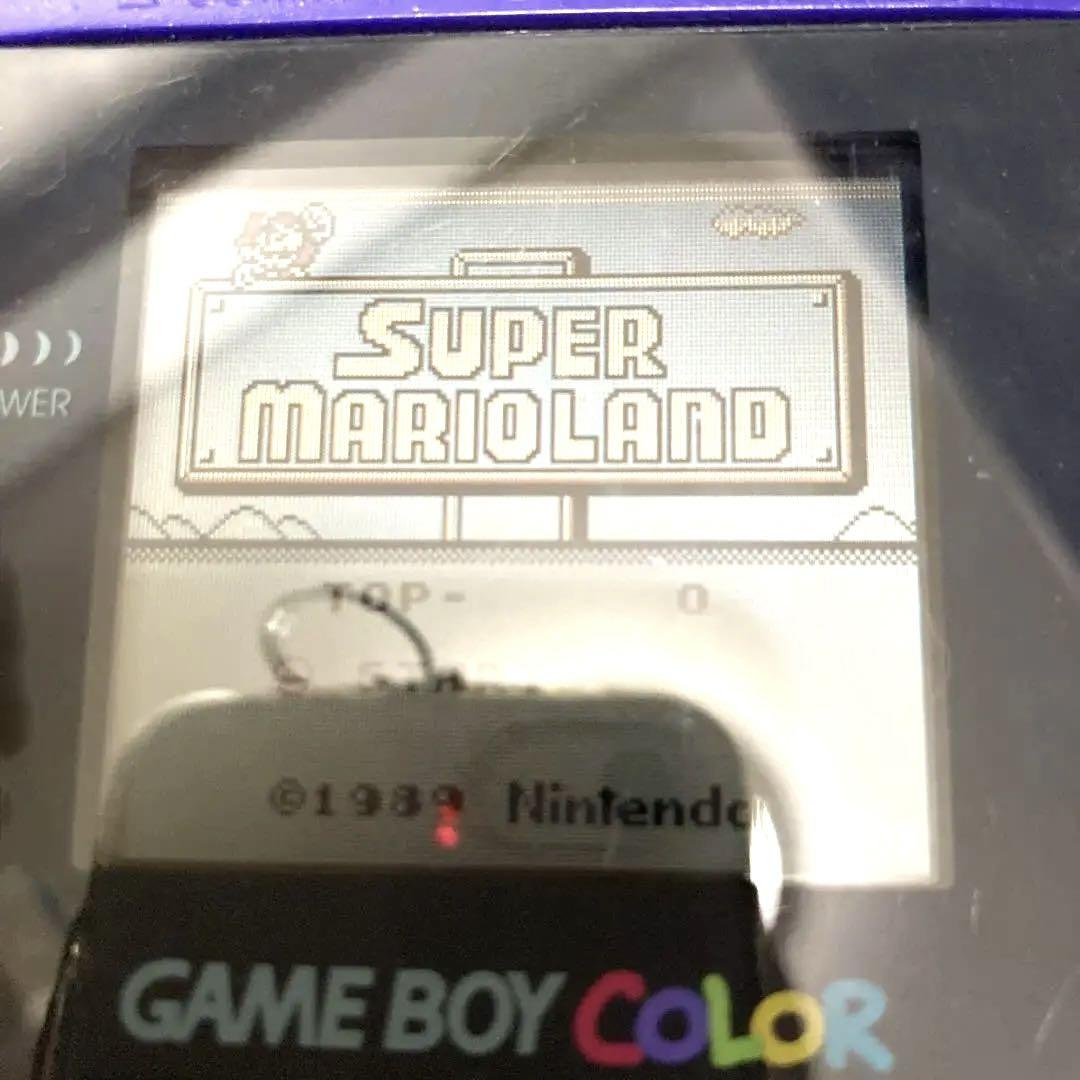 WER
SUPER
MARIOLAND
TOP- 0
©1989 Nintendo
GAME BOY COLOR